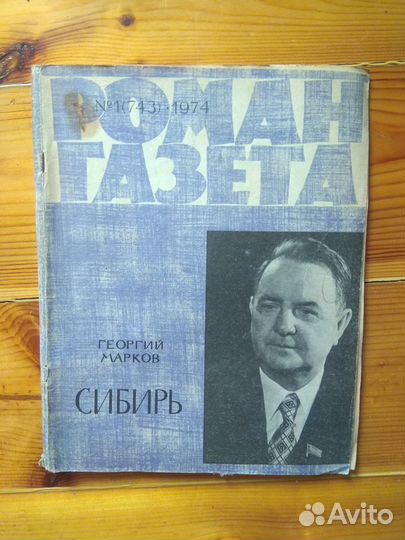 №1(743)·1974
РОМАН
ГАЗЕТА
ГЕОРГИЙ
МАРКОВ
СИБИРЬ
Avito